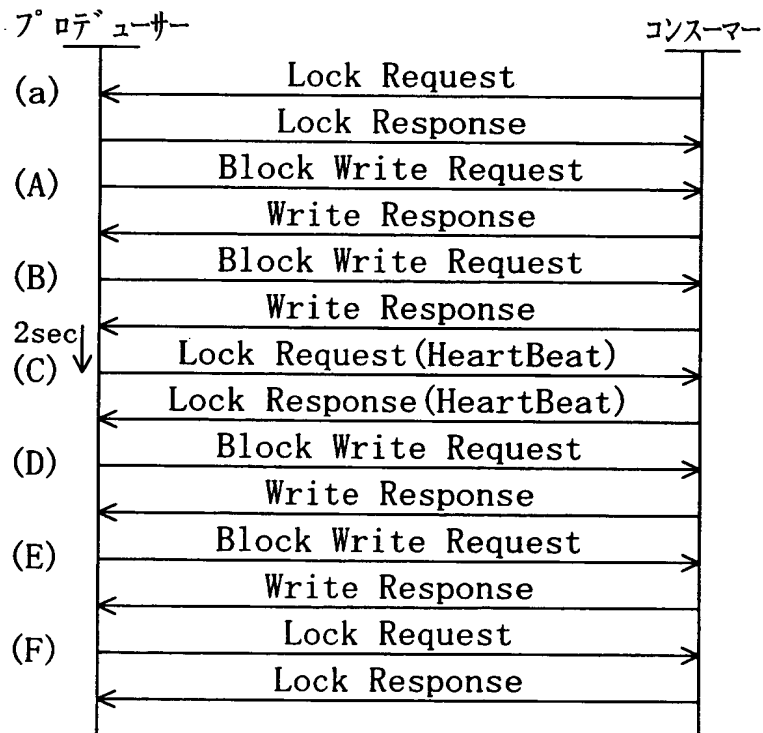 プロデューサー コンスーマー
(a) Lock Request
Lock Response
(A) Block Write Request
Write Response
(B) Block Write Request
Write Response
2sec
(C) Lock Request(HeartBeat)
Lock Response(HeartBeat)
(D) Block Write Request
Write Response
(E) Block Write Request
Write Response
(F) Lock Request
Lock Response